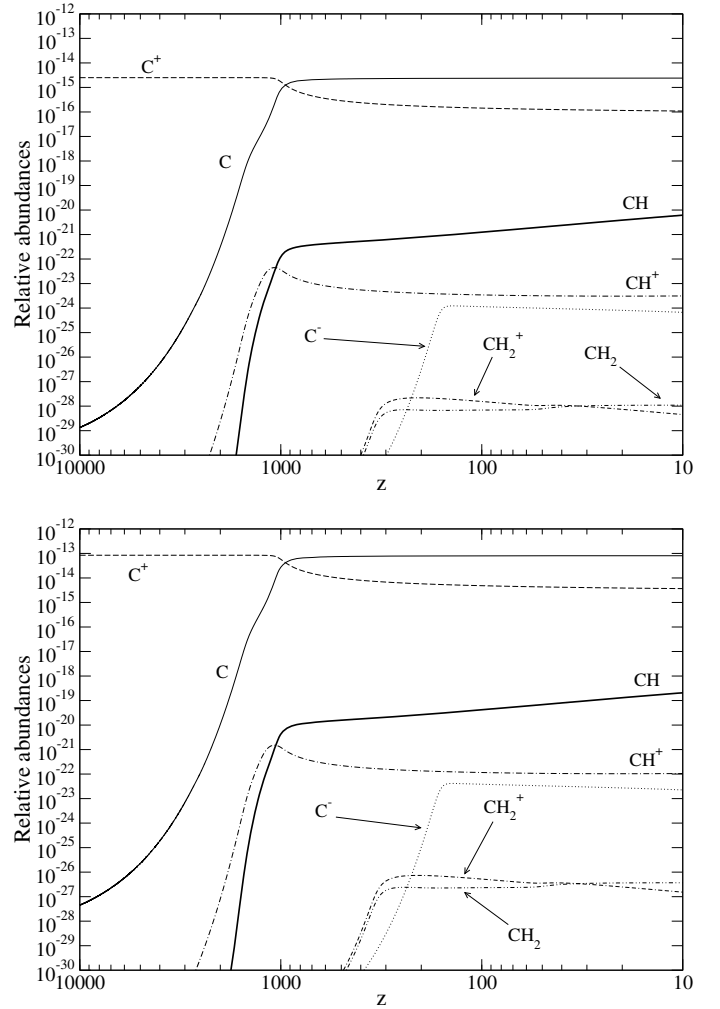 10⁻¹²
10⁻¹³
10⁻¹⁴
10⁻¹⁵
10⁻¹⁶
10⁻¹⁷
10⁻¹⁸
10⁻¹⁹
10⁻²⁰
10⁻²¹
10⁻²²
10⁻²³
10⁻²⁴
10⁻²⁵
10⁻²⁶
10⁻²⁷
10⁻²⁸
10⁻²⁹
10⁻³⁰
Relative abundances
C⁺
C
CH
CH⁺
C⁻
CH₂⁺
CH₂
10000 1000 100 10
z
10⁻¹²
10⁻¹³
10⁻¹⁴
10⁻¹⁵
10⁻¹⁶
10⁻¹⁷
10⁻¹⁸
10⁻¹⁹
10⁻²⁰
10⁻²¹
10⁻²²
10⁻²³
10⁻²⁴
10⁻²⁵
10⁻²⁶
10⁻²⁷
10⁻²⁸
10⁻²⁹
10⁻³⁰
Relative abundances
C⁺
C
CH
CH⁺
C⁻
CH₂⁺
CH₂
10000 1000 100 10
z